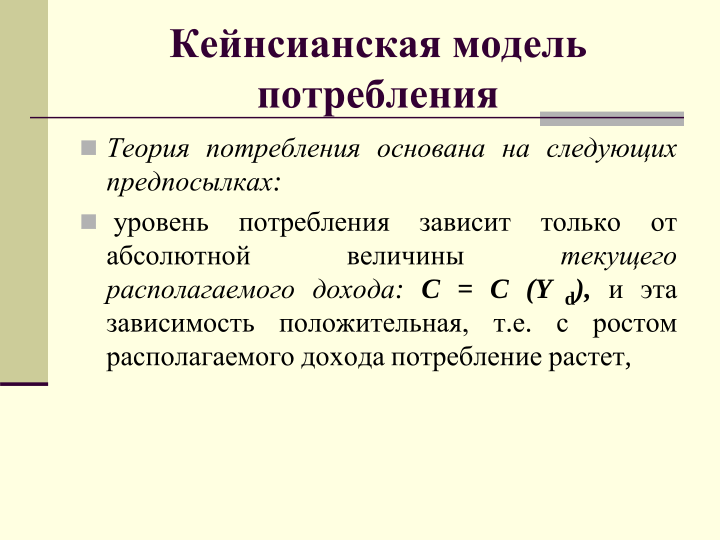 Кейнсианская модель
потребления
Теория потребления основана на следующих
предпосылках:
уровень потребления зависит только от
абсолютной величины текущего
располагаемого дохода: C = C (Y d), и эта
зависимость положительная, т.е. с ростом
располагаемого дохода потребление растет,